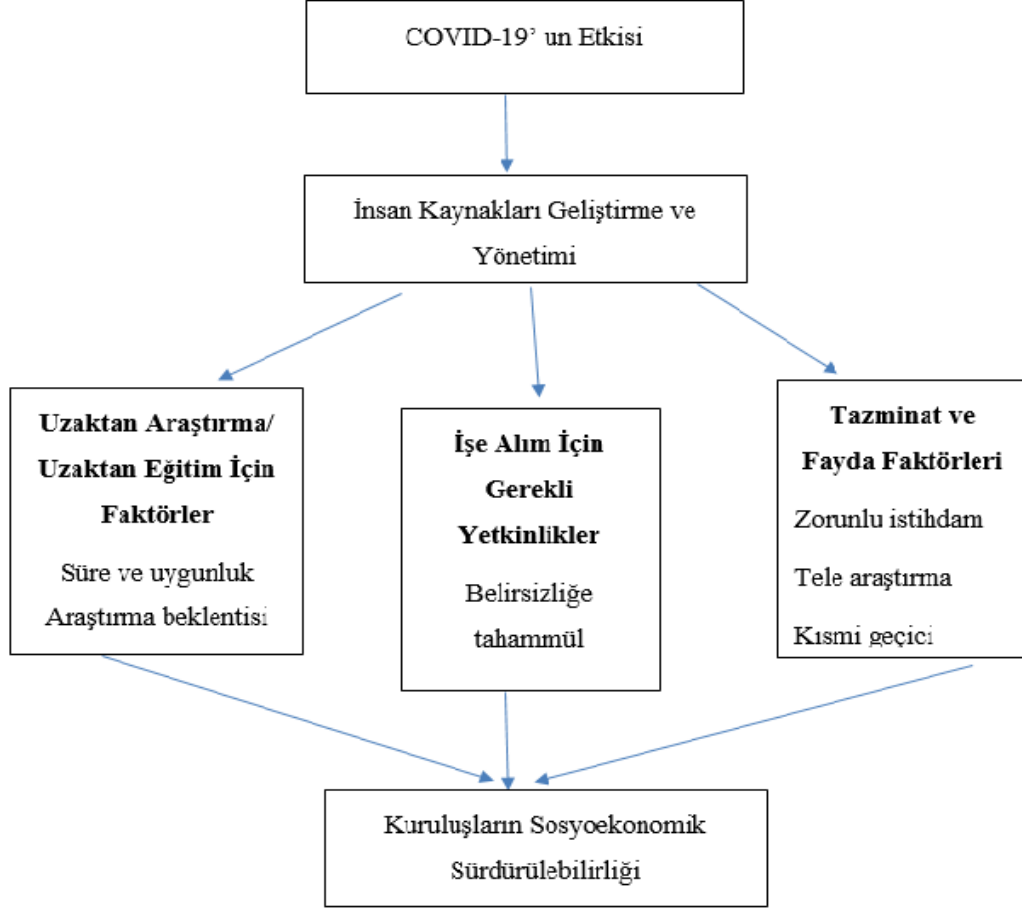 COVID-19’ un Etkisi
İnsan Kaynakları Geliştirme ve
Yönetimi
Uzaktan Araştırma/
Uzaktan Eğitim İçin
Faktörler
Süre ve uygunluk
Araştırma beklentisi
İşe Alım İçin
Gerekli
Yetkinlikler
Belirsizliğe
tahammül
Tazminat ve
Fayda Faktörleri
Zorunlu istihdam
Tele araştırma
Kısmi geçici
Kuruluşların Sosyoekonomik
Sürdürülebilirliği